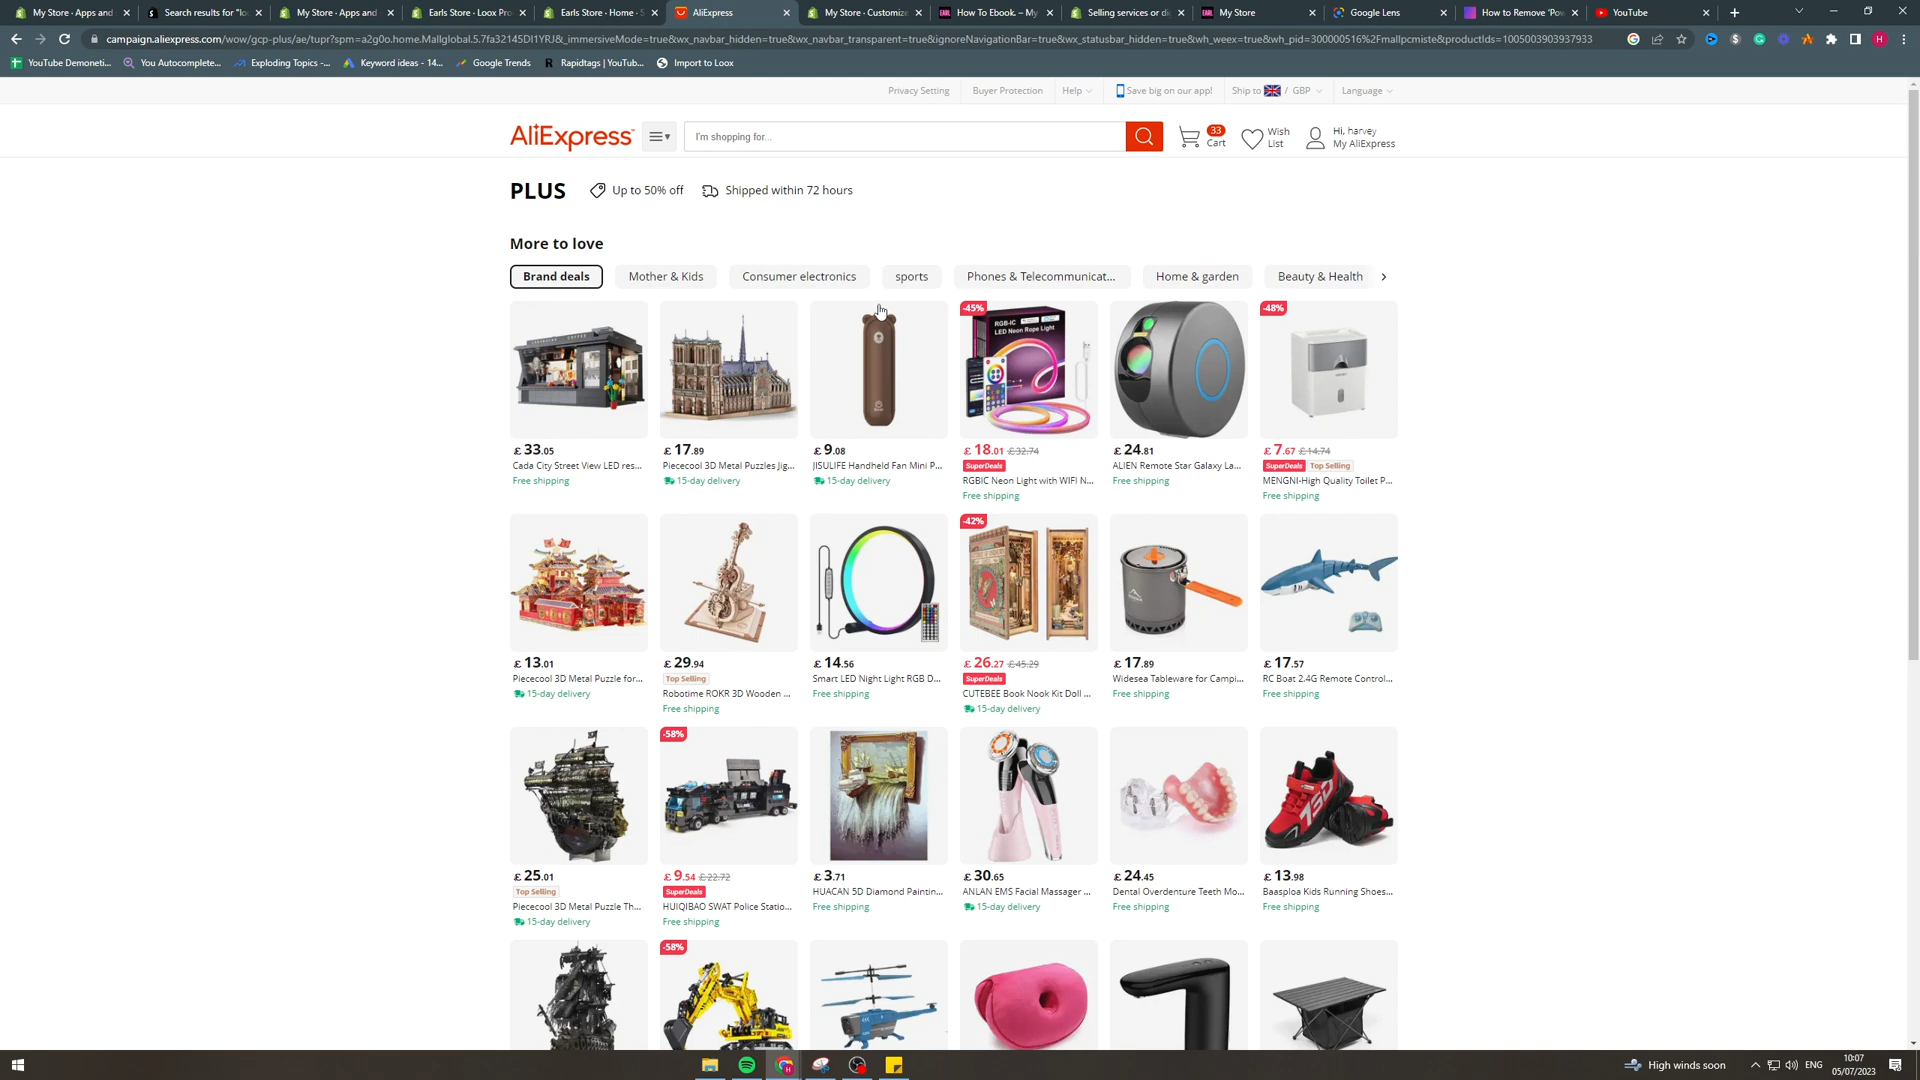 My Store · Apps and
Search results for "lo
My Store · Apps and
Earls Store · Loox Pro
Earls Store · Home · S
AliExpress
My Store · Customize
How To Ebook. – My
Selling services or di
My Store
Google Lens
How to Remove 'Pow
YouTube
campaign.aliexpress.com/wow/gcp-plus/ae/tupr?spm=a2g0o.home.Mallglobal.5.7fa32145DI1YRJ&_immersiveMode=true&wx_navbar_hidden=true&wx_navbar_transparent=true&ignoreNavigationBar=true&wx_statusbar_hidden=true&wh_weex=true&wh_pid=300000516%2Fmallpcmiste&productIds=1005003903937933
YouTube Demoneti...
You Autocomplete...
Exploding Topics -...
Keyword ideas - 14...
Google Trends
Rapidtags | YouTub...
Import to Loox
Privacy Setting
Buyer Protection
Help
Save big on our app!
Ship to / GBP
Language
AliExpress
I'm shopping for...
33
Cart
Wish
List
Hi, harvey
My AliExpress
PLUS
Up to 50% off
Shipped within 72 hours
More to love
Brand deals
Mother & Kids
Consumer electronics
sports
Phones & Telecommunicat...
Home & garden
Beauty & Health
-45%
RGB-IC
LED Neon Rope Light
-48%
£ 33.05
Cada City Street View LED res...
Free shipping
£ 17.89
Piececool 3D Metal Puzzles Jig...
15-day delivery
£ 9.08
JISULIFE Handheld Fan Mini P...
15-day delivery
£ 18.01 £32.74
SuperDeals
RGBIC Neon Light with WIFI N...
Free shipping
£ 24.81
ALIEN Remote Star Galaxy La...
Free shipping
£ 7.67 £14.74
SuperDeals Top Selling
MENGNI-High Quality Toilet P...
Free shipping
-42%
£ 13.01
Piececool 3D Metal Puzzle for...
15-day delivery
£ 29.94
Top Selling
Robotime ROKR 3D Wooden ...
Free shipping
£ 14.56
Smart LED Night Light RGB D...
Free shipping
£ 26.27 £45.29
SuperDeals
CUTEBEE Book Nook Kit Doll ...
15-day delivery
£ 17.89
Widesea Tableware for Campi...
Free shipping
£ 17.57
RC Boat 2.4G Remote Control...
Free shipping
-58%
£ 25.01
Top Selling
Piececool 3D Metal Puzzle Th...
15-day delivery
£ 9.54 £22.72
SuperDeals
HUIQIBAO SWAT Police Statio...
Free shipping
£ 3.71
HUACAN 5D Diamond Paintin...
Free shipping
£ 30.65
ANLAN EMS Facial Massager ...
15-day delivery
£ 24.45
Dental Overdenture Teeth Mo...
Free shipping
£ 13.98
Baasploa Kids Running Shoes...
Free shipping
-58%
High winds soon
ENG
10:07
05/07/2023